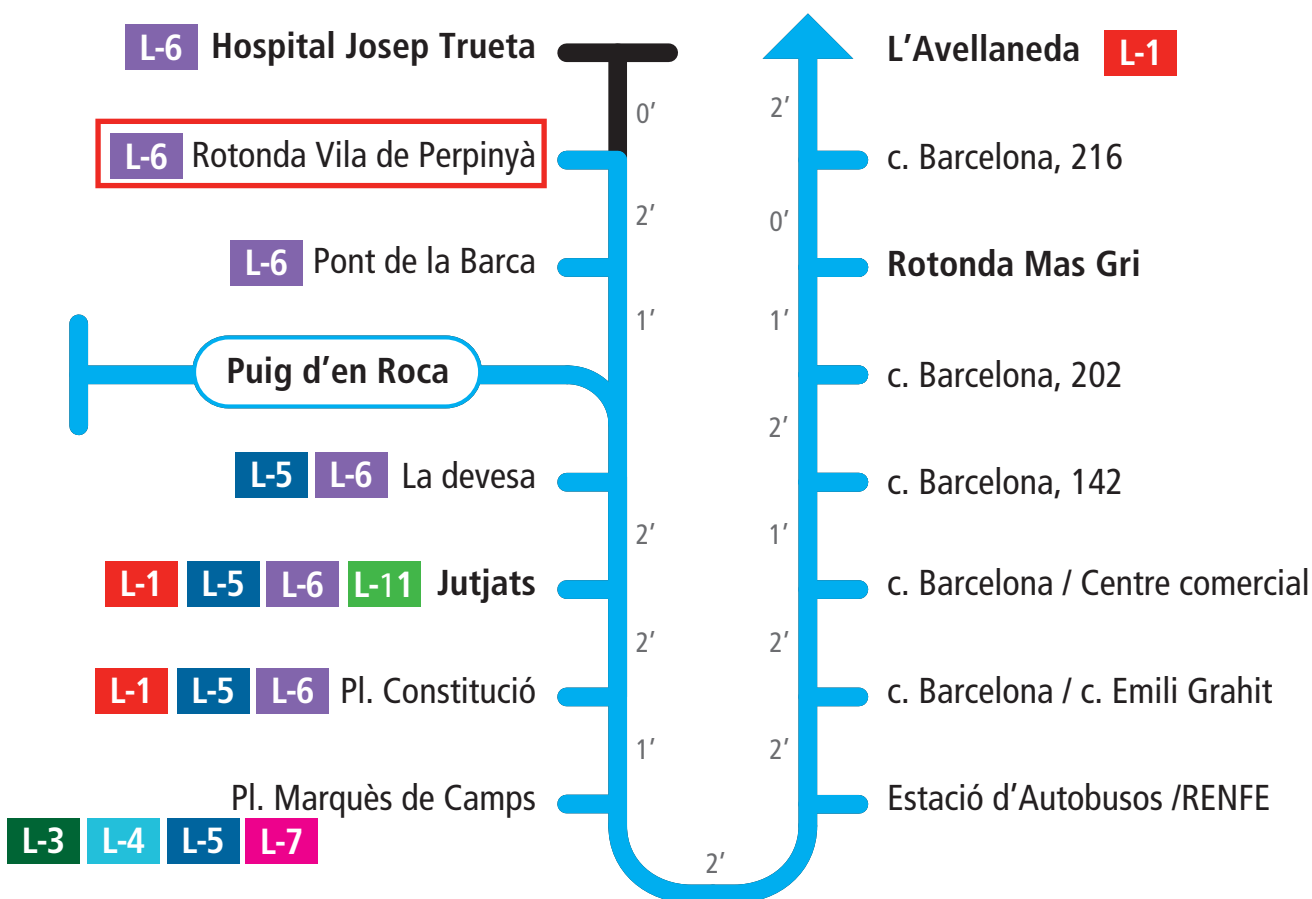 L-6 Hospital Josep Trueta
0’
L-6 Rotonda Vila de Perpinyà
2’
L-6 Pont de la Barca
1’
Puig d’en Roca
L-5 L-6 La devesa
2’
L-1 L-5 L-6 L-11 Jutjats
2’
L-1 L-5 L-6 Pl. Constitució
1’
Pl. Marquès de Camps
L-3 L-4 L-5 L-7
2’
L’Avellaneda L-1
2’
c. Barcelona, 216
0’
Rotonda Mas Gri
1’
c. Barcelona, 202
2’
c. Barcelona, 142
1’
c. Barcelona / Centre comercial
2’
c. Barcelona / c. Emili Grahit
2’
Estació d’Autobusos /RENFE